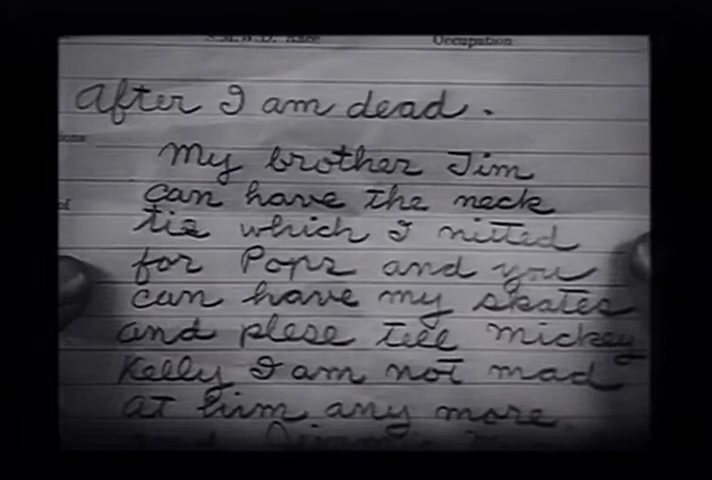 Occupation
After I am dead.
My brother Jim
can have the neck
tie which I nitted
for Pops and you
can have my skates
and plese tell Mickey
Kelly I am not mad
at him any more.